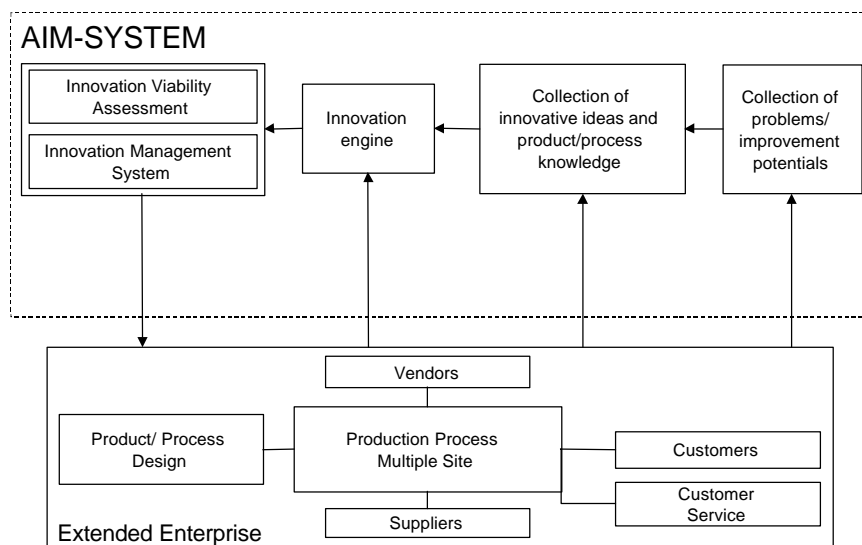 AIM-SYSTEM
Innovation Viability
Assessment
Innovation Management
System
Innovation
engine
Collection of
innovative ideas and
product/process
knowledge
Collection of
problems/
improvement
potentials
Vendors
Product/ Process
Design
Production Process
Multiple Site
Customers
Customer
Service
Suppliers
Extended Enterprise